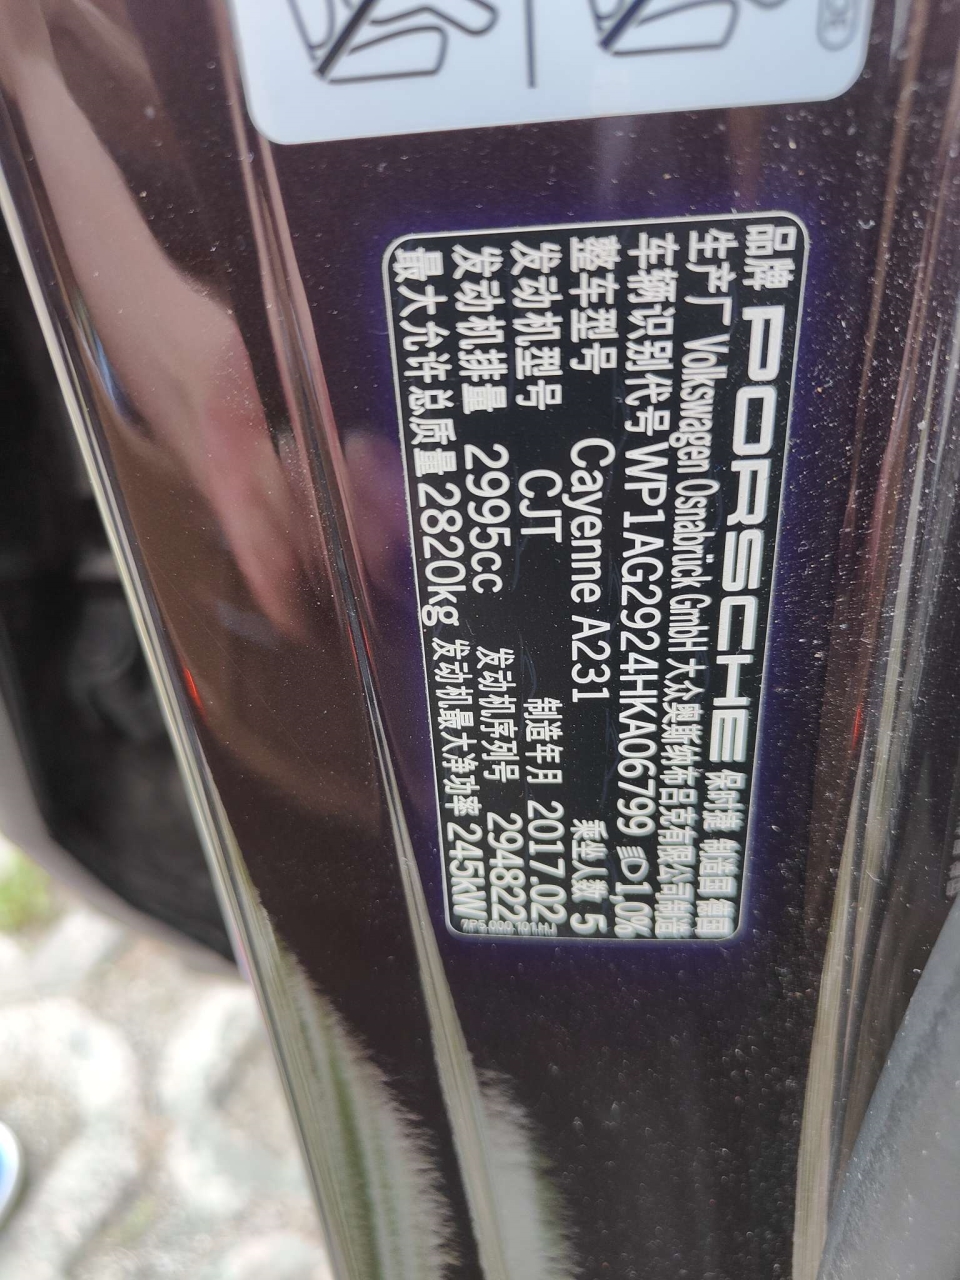 品牌 PORSCHE 保时捷 制造国 德国
生产厂 Volkswagen Osnabrück GmbH 大众奥斯纳布吕克有限公司制造
车辆识别代号 WP1AG2924HKA06799 1,0%
整车型号 Cayenne A231 乘坐人数 5
发动机型号 CJT 制造年月 2017.02
发动机排量 2995cc 发动机序列号 294822
最大允许总质量 2820kg 发动机最大净功率 245kW